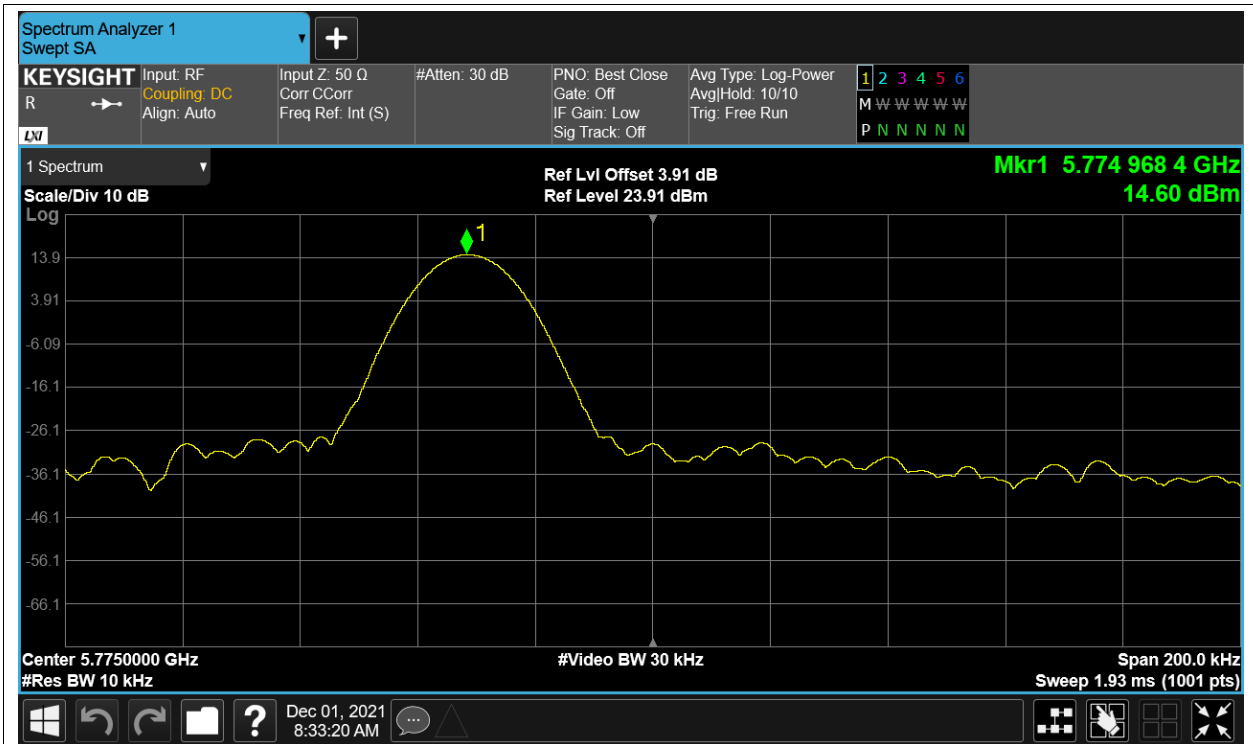 Spectrum Analyzer 1
Swept SA
+
KEYSIGHT
R
LXI
Input: RF
Coupling: DC
Align: Auto
Input Z: 50 Ω
Corr CCorr
Freq Ref: Int (S)
#Atten: 30 dB
PNO: Best Close
Gate: Off
IF Gain: Low
Sig Track: Off
Avg Type: Log-Power
Avg|Hold: 10/10
Trig: Free Run
1 2 3 4 5 6
M W W W W W
P N N N N N
1 Spectrum
Scale/Div 10 dB
Log
Ref Lvl Offset 3.91 dB
Ref Level 23.91 dBm
Mkr1 5.774 968 4 GHz
14.60 dBm
1
13.9
3.91
-6.09
-16.1
-26.1
-36.1
-46.1
-56.1
-66.1
Center 5.7750000 GHz
#Res BW 10 kHz
#Video BW 30 kHz
Span 200.0 kHz
Sweep 1.93 ms (1001 pts)
?
Dec 01, 2021
8:33:20 AM